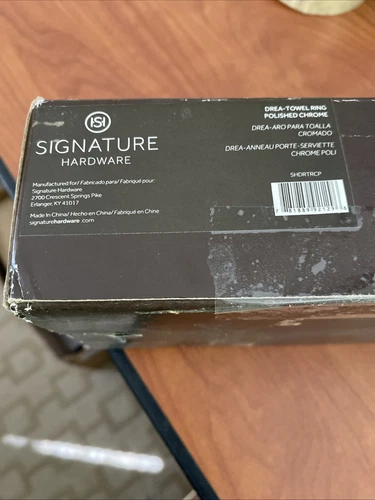 ISI
SIGNATURE
HARDWARE
Manufactured for/ Fabricado para/ Fabriqué pour:
Signature Hardware
2700 Crescent Springs Pike
Erlanger, KY 41017
Made in China/ Hecho en China/ Fabriqué en Chine
signaturehardware.com
DREA-TOWEL RING
POLISHED CHROME
DREA-ARO PARA TOALLA
CROMADO
DREA-ANNEAU PORTE-SERVIETTE
CHROME POLI
SHDRTRCP